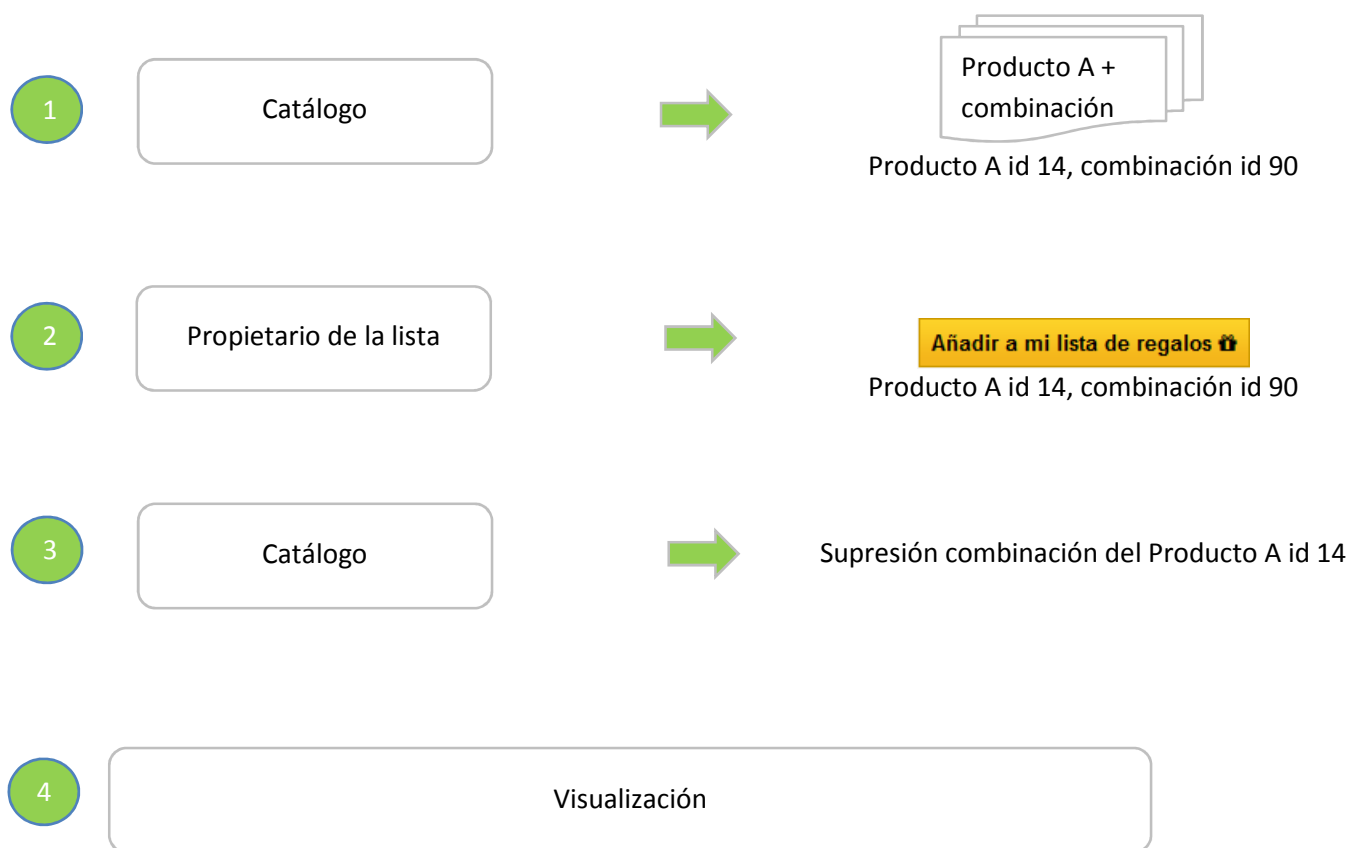 1
Catálogo
Producto A +
combinación
Producto A id 14, combinación id 90
2
Propietario de la lista
Añadir a mi lista de regalos
Producto A id 14, combinación id 90
3
Catálogo
Supresión combinación del Producto A id 14
4
Visualización